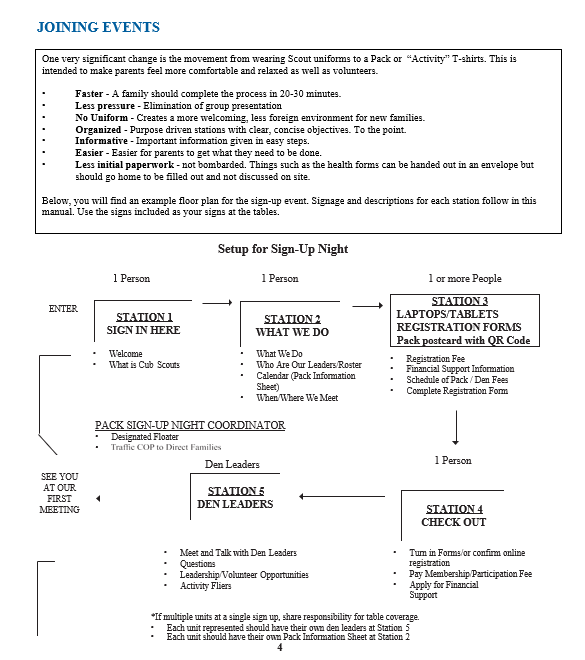 JOINING EVENTS
One very significant change is the movement from wearing Scout uniforms to a Pack or “Activity” T-shirts. This is
intended to make parents feel more comfortable and relaxed as well as volunteers.
• Faster - A family should complete the process in 20-30 minutes.
• Less pressure - Elimination of group presentation
• No Uniform - Creates a more welcoming, less foreign environment for new families.
• Organized - Purpose driven stations with clear, concise objectives. To the point.
• Informative - Important information given in easy steps.
• Easier - Easier for parents to get what they need to be done.
• Less initial paperwork - not bombarded. Things such as the health forms can be handed out in an envelope but
should go home to be filled out and not discussed on site.
Below, you will find an example floor plan for the sign-up event. Signage and descriptions for each station follow in this
manual. Use the signs included as your signs at the tables.
Setup for Sign-Up Night
1 Person
1 Person
1 or more People
ENTER
STATION 1
SIGN IN HERE
• Welcome
• What is Cub Scouts
STATION 2
WHAT WE DO
• What We Do
• Who Are Our Leaders/Roster
• Calendar (Pack Information
Sheet)
• When/Where We Meet
STATION 3
LAPTOPS/TABLETS
REGISTRATION FORMS
Pack postcard with QR Code
• Registration Fee
• Financial Support Information
• Schedule of Pack / Den Fees
• Complete Registration Form
PACK SIGN-UP NIGHT COORDINATOR
• Designated Floater
• Traffic COP to Direct Families
1 Person
STATION 4
CHECK OUT
• Turn in Forms/or confirm online
registration
• Pay Membership/Participation Fee
• Apply for Financial
Support
Den Leaders
STATION 5
DEN LEADERS
• Meet and Talk with Den Leaders
• Questions
• Leadership/Volunteer Opportunities
• Activity Fliers
SEE YOU
AT OUR
FIRST
MEETING
*If multiple units at a single sign up, share responsibility for table coverage.
• Each unit represented should have their own den leaders at Station 5
• Each unit should have their own Pack Information Sheet at Station 2
4